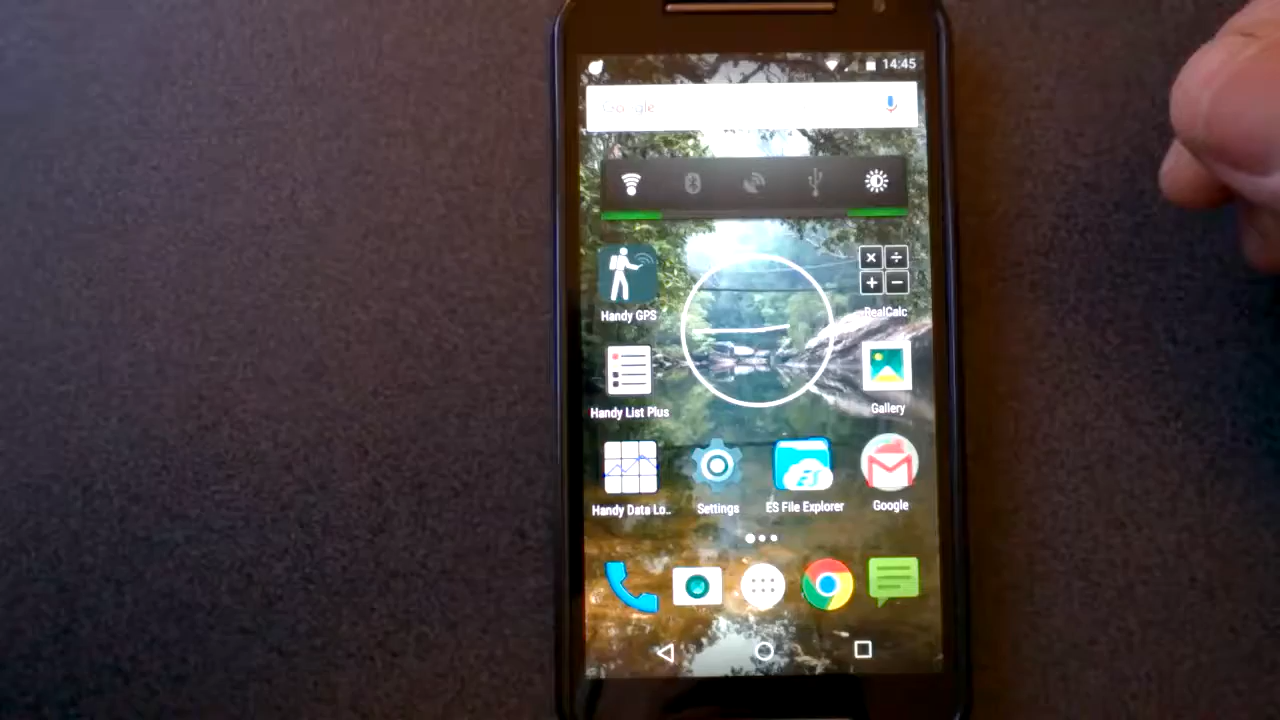 14:45
Google
Handy GPS
RealCalc
Handy List Plus
Gallery
Handy Data Lo..
Settings
ES File Explorer
Google